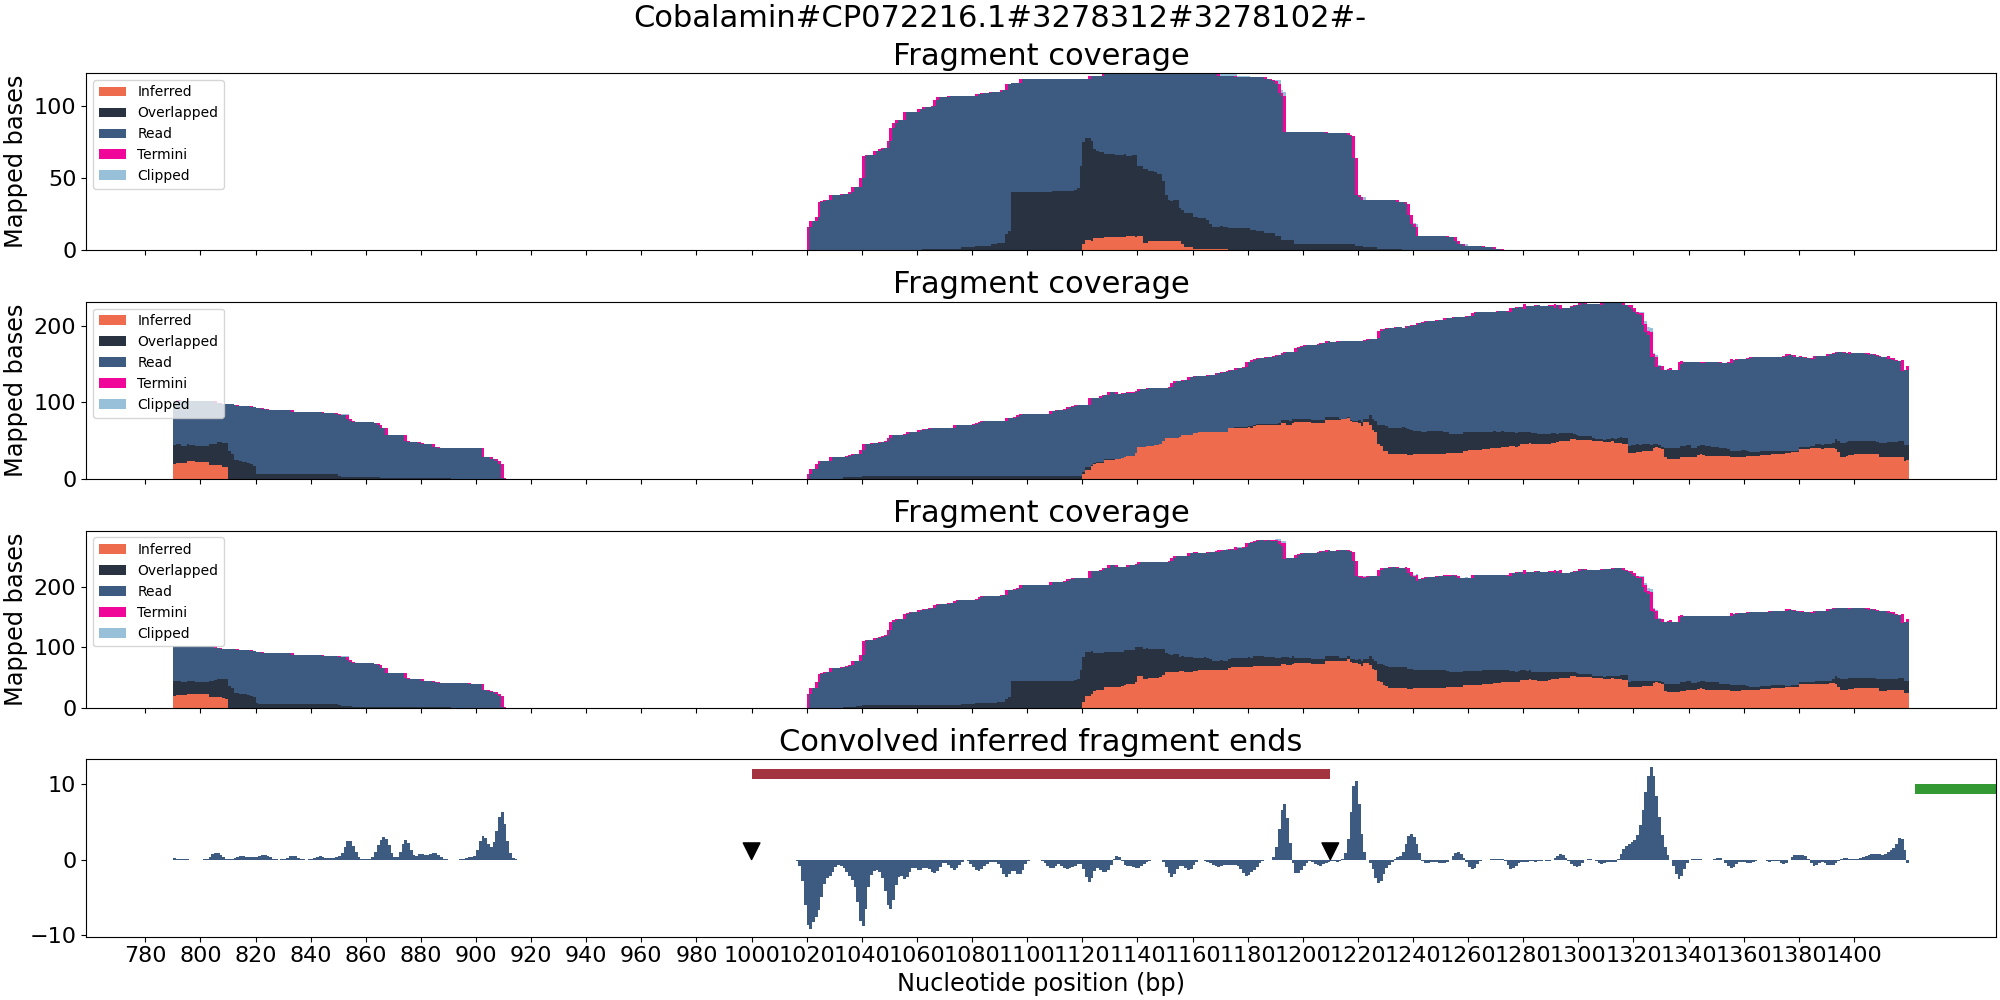 Cobalamin#CP072216.1#3278312#3278102#-
Fragment coverage
Mapped bases
100
50
0
Inferred
Overlapped
Read
Termini
Clipped
Fragment coverage
Mapped bases
200
100
0
Inferred
Overlapped
Read
Termini
Clipped
Fragment coverage
Mapped bases
200
100
0
Inferred
Overlapped
Read
Termini
Clipped
Convolved inferred fragment ends
10
0
−10
780 800 820 840 860 880 900 920 940 960 980 1000 1020 1040 1060 1080 1100 1120 1140 1160 1180 1200 1220 1240 1260 1280 1300 1320 1340 1360 1380 1400
Nucleotide position (bp)